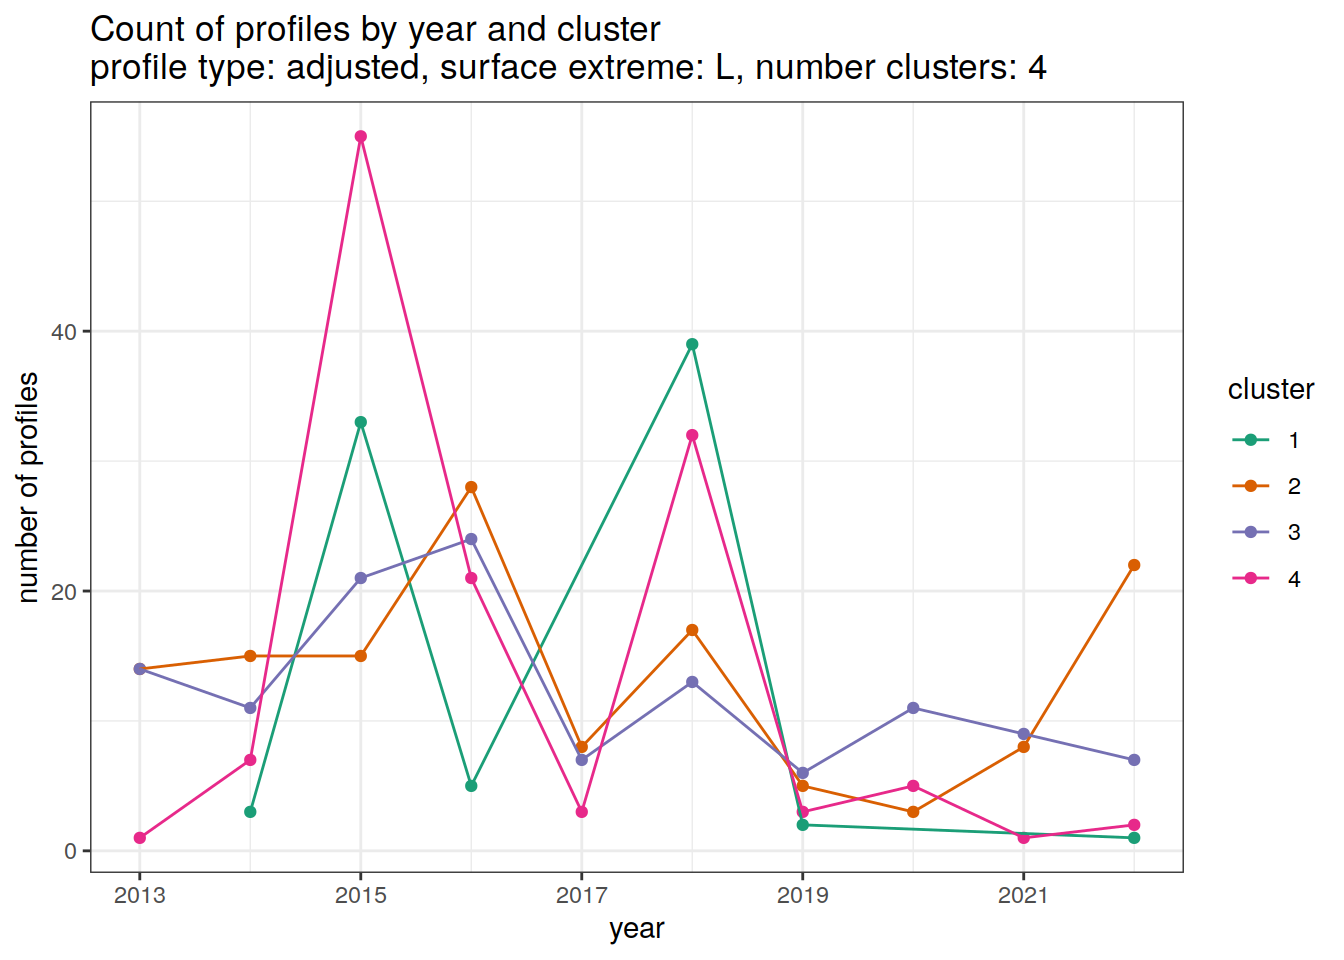 Count of profiles by year and cluster
profile type: adjusted, surface extreme: L, number clusters: 4
number of profiles
40
20
0
2013
2015
2017
2019
2021
year
cluster
1
2
3
4